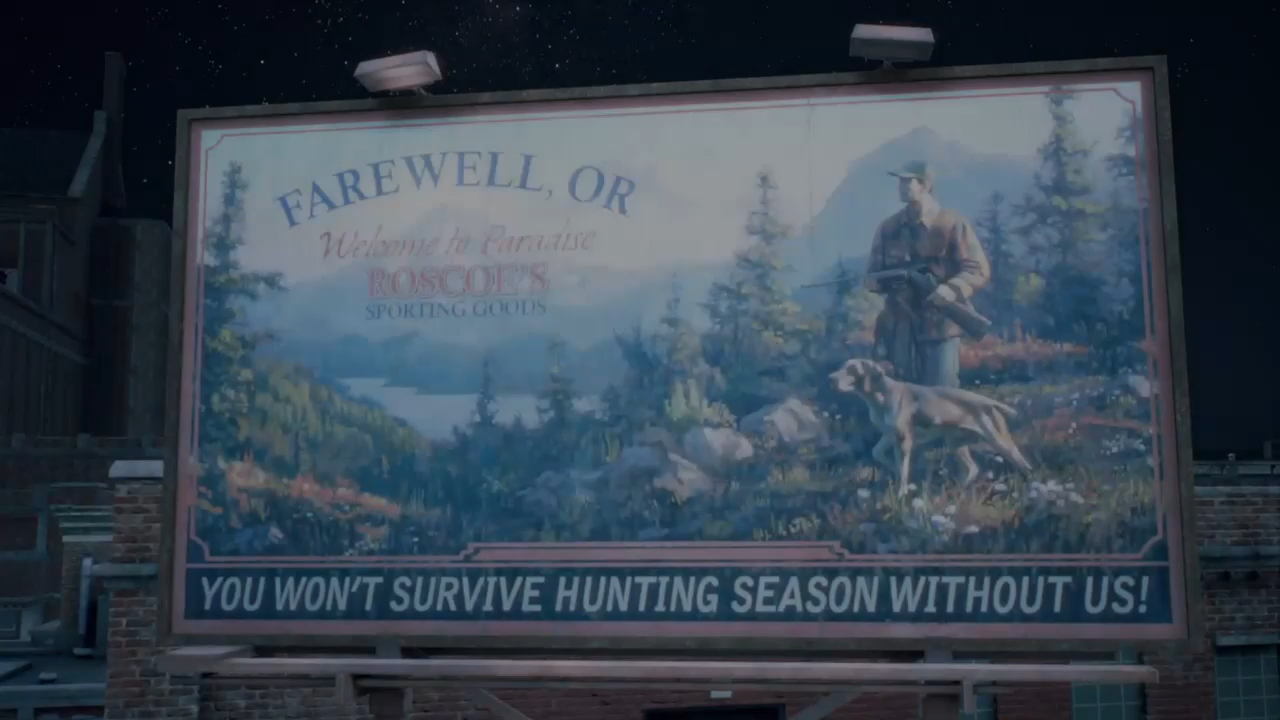 FAREWELL, OR
Welcome to Paradise
ROSCOE'S
SPORTING GOODS
YOU WON'T SURVIVE HUNTING SEASON WITHOUT US!